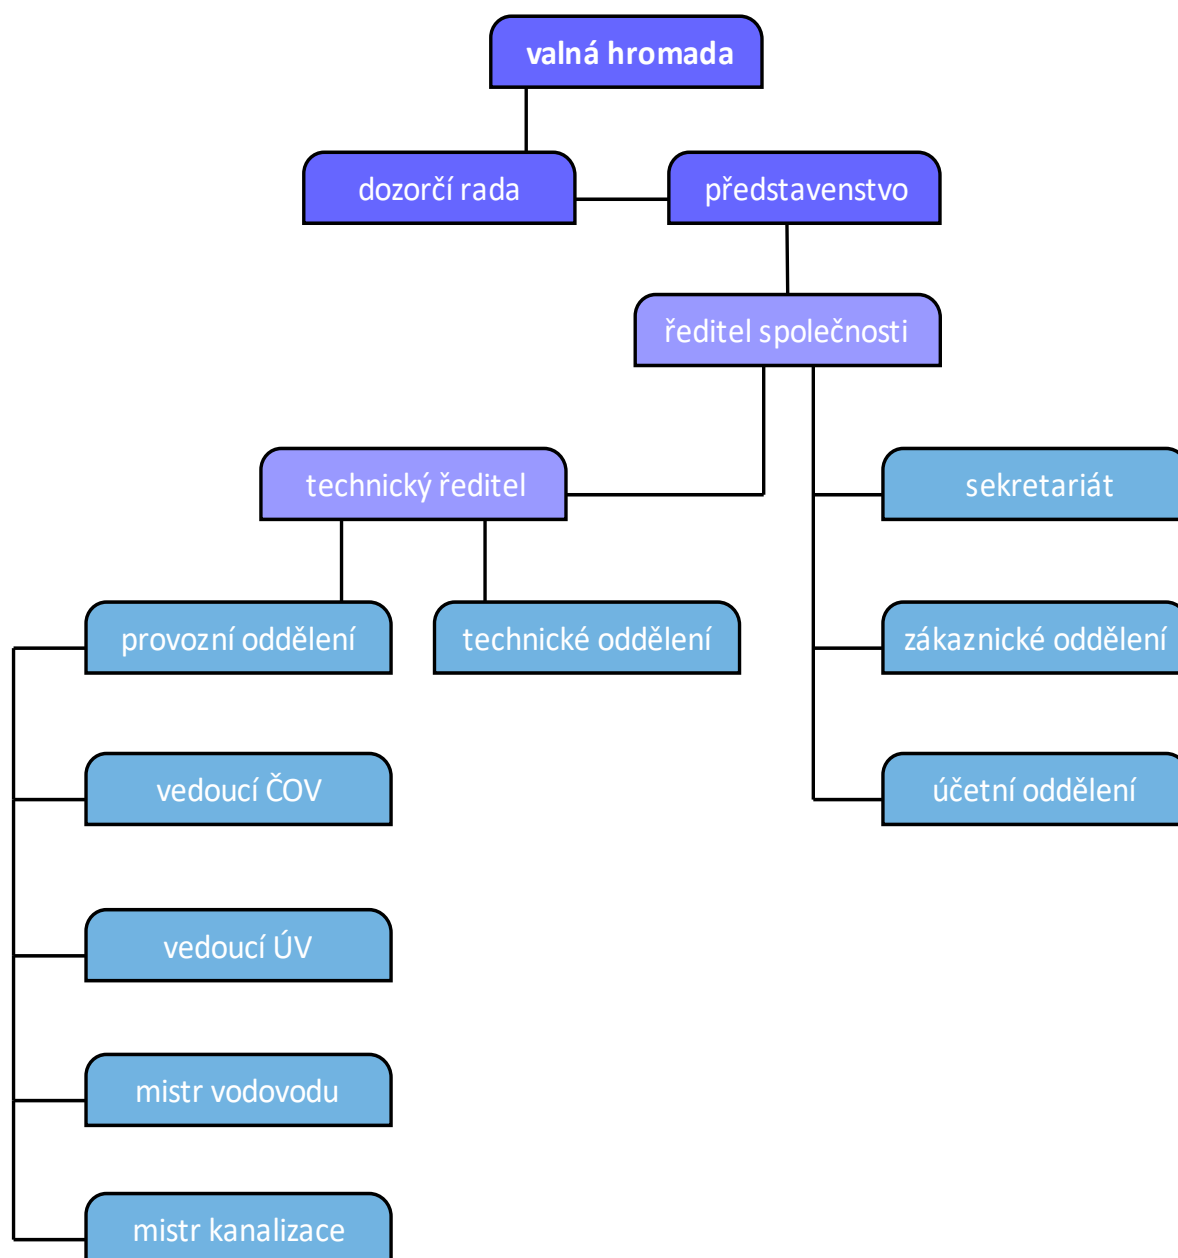 valná hromada
dozorčí rada
představenstvo
ředitel společnosti
technický ředitel
sekretariát
provozní oddělení
technické oddělení
zákaznické oddělení
vedoucí ČOV
účetní oddělení
vedoucí ÚV
mistr vodovodu
mistr kanalizace